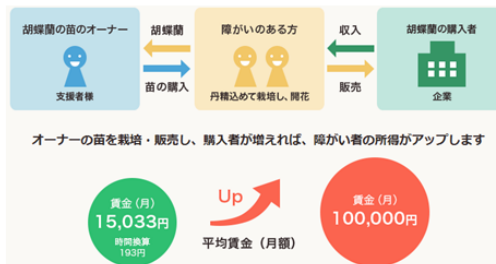 胡蝶蘭の苗のオーナー
胡蝶蘭
障がいのある方
収入
胡蝶蘭の購入者
支援者様
苗の購入
丹精込めて栽培し、開花
販売
企業
オーナーの苗を栽培・販売し、購入者が増えれば、障がい者の所得がアップします
賃金（月）
15,033円
時間換算
193円
Up
平均賃金（月額）
賃金（月）
100,000円